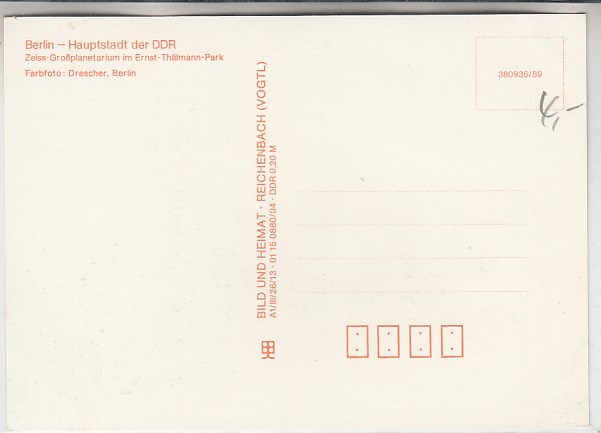 Berlin – Hauptstadt der DDR
Zeiss-Großplanetarium im Ernst-Thälmann-Park
Farbfoto: Drescher, Berlin
380936/89
4,-
BILD UND HEIMAT · REICHENBACH (VOGTL)
A1/III/26/13 · 01 15 0880/04 · DDR 0,20 M